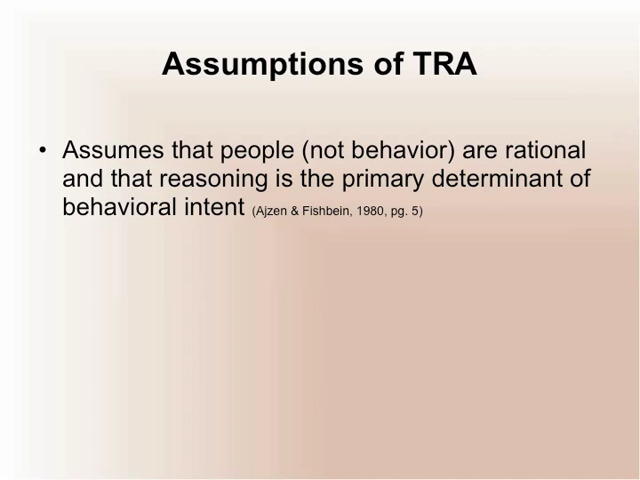 Assumptions of TRA
• Assumes that people (not behavior) are rational
and that reasoning is the primary determinant of
behavioral intent (Ajzen & Fishbein, 1980, pg. 5)